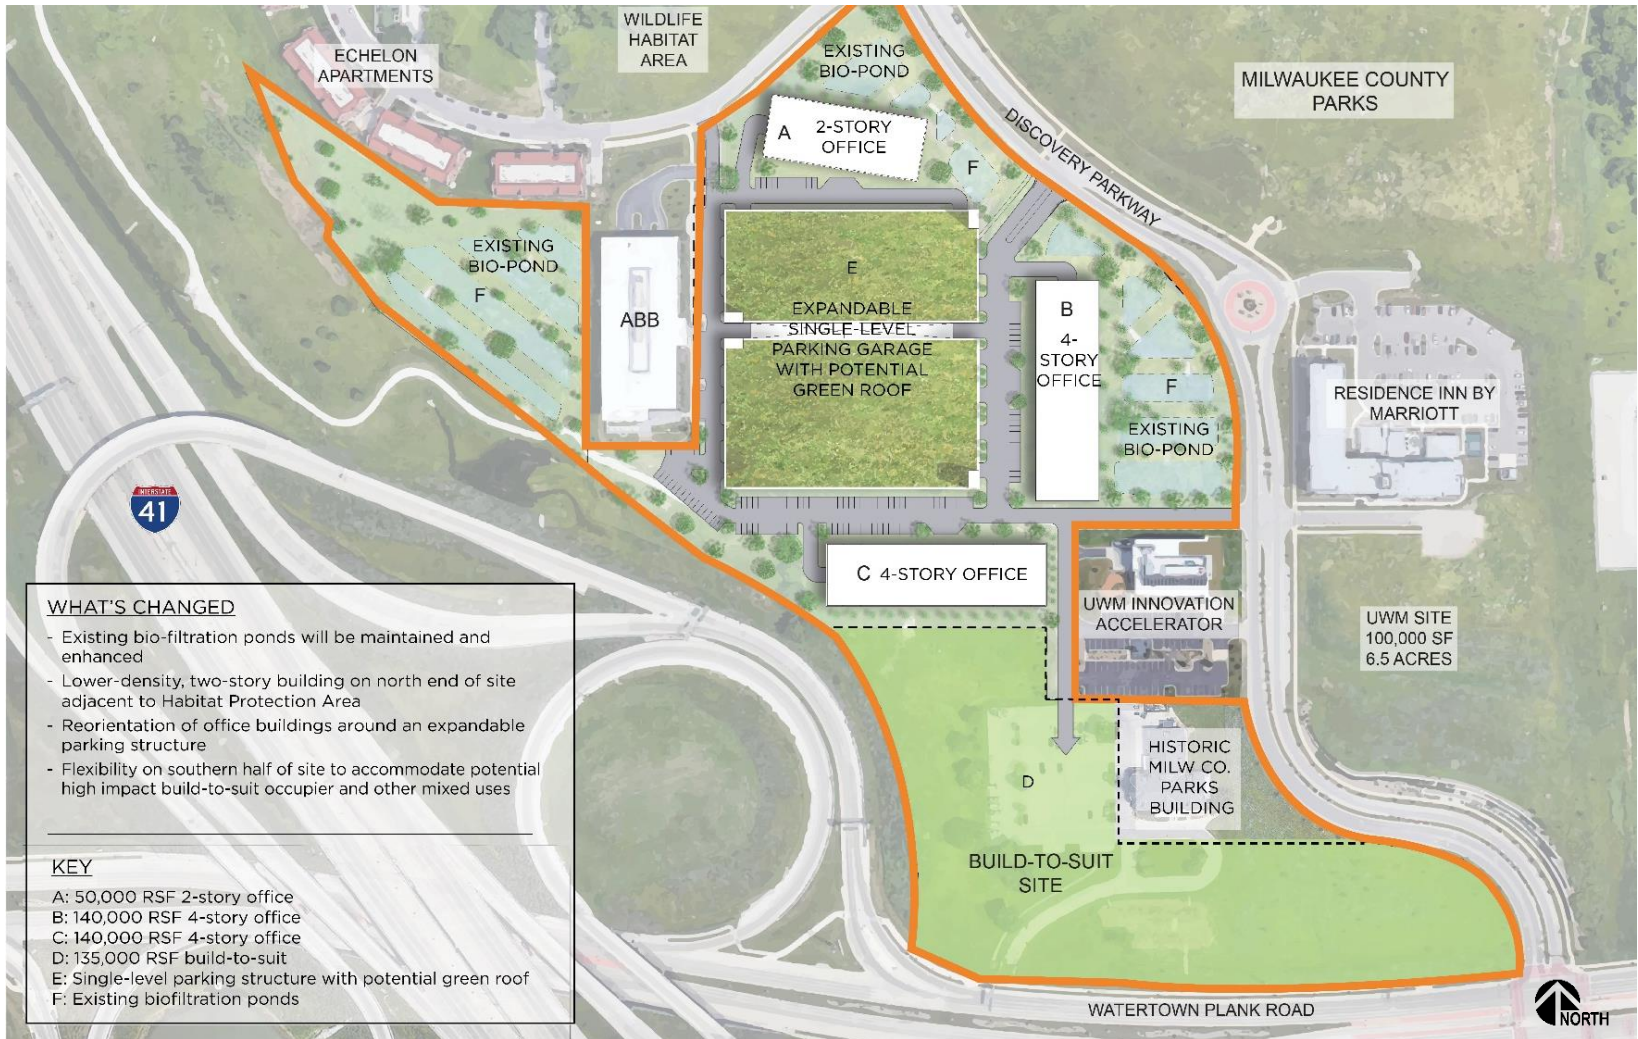 ECHELON
APARTMENTS
WILDLIFE
HABITAT
AREA
EXISTING
BIO-POND
MILWAUKEE COUNTY
PARKS
A
2-STORY
OFFICE
DISCOVERY PARKWAY
F
EXISTING
BIO-POND
F
ABB
E
EXPANDABLE
SINGLE-LEVEL
PARKING GARAGE
WITH POTENTIAL
GREEN ROOF
B
4-
STORY
OFFICE
F
EXISTING
BIO-POND
RESIDENCE INN BY
MARRIOTT
INTERSTATE
41
C 4-STORY OFFICE
UWM INNOVATION
ACCELERATOR
UWM SITE
100,000 SF
6.5 ACRES
HISTORIC
MILW CO.
PARKS
BUILDING
D
BUILD-TO-SUIT
SITE
WHAT'S CHANGED
- Existing bio-filtration ponds will be maintained and
enhanced
- Lower-density, two-story building on north end of site
adjacent to Habitat Protection Area
- Reorientation of office buildings around an expandable
parking structure
- Flexibility on southern half of site to accommodate potential
high impact build-to-suit occupier and other mixed uses
KEY
A: 50,000 RSF 2-story office
B: 140,000 RSF 4-story office
C: 140,000 RSF 4-story office
D: 135,000 RSF build-to-suit
E: Single-level parking structure with potential green roof
F: Existing biofiltration ponds
WATERTOWN PLANK ROAD
NORTH